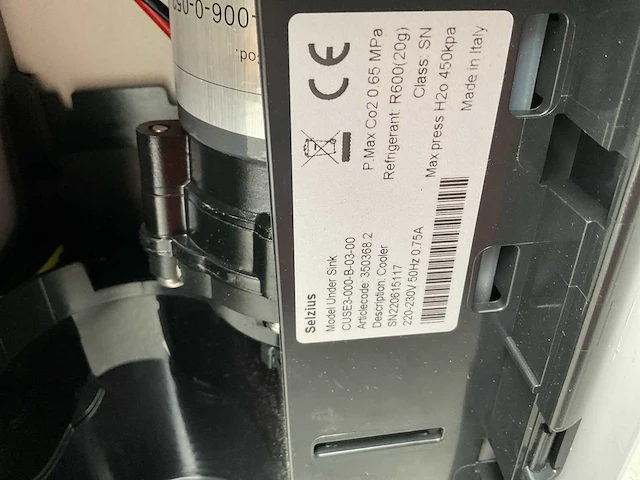 Selzius
Model Under Sink
CUSE3-000-B-03-00
Articlecode: 350368.2
Description: Cooler
SN220615117
220-230V 50Hz 0.75A
CE
P.Max Co2 0.65 MPa
Refrigerant: R600(20g)
Class: SN
Max press H2o 450kpa
Made in Italy